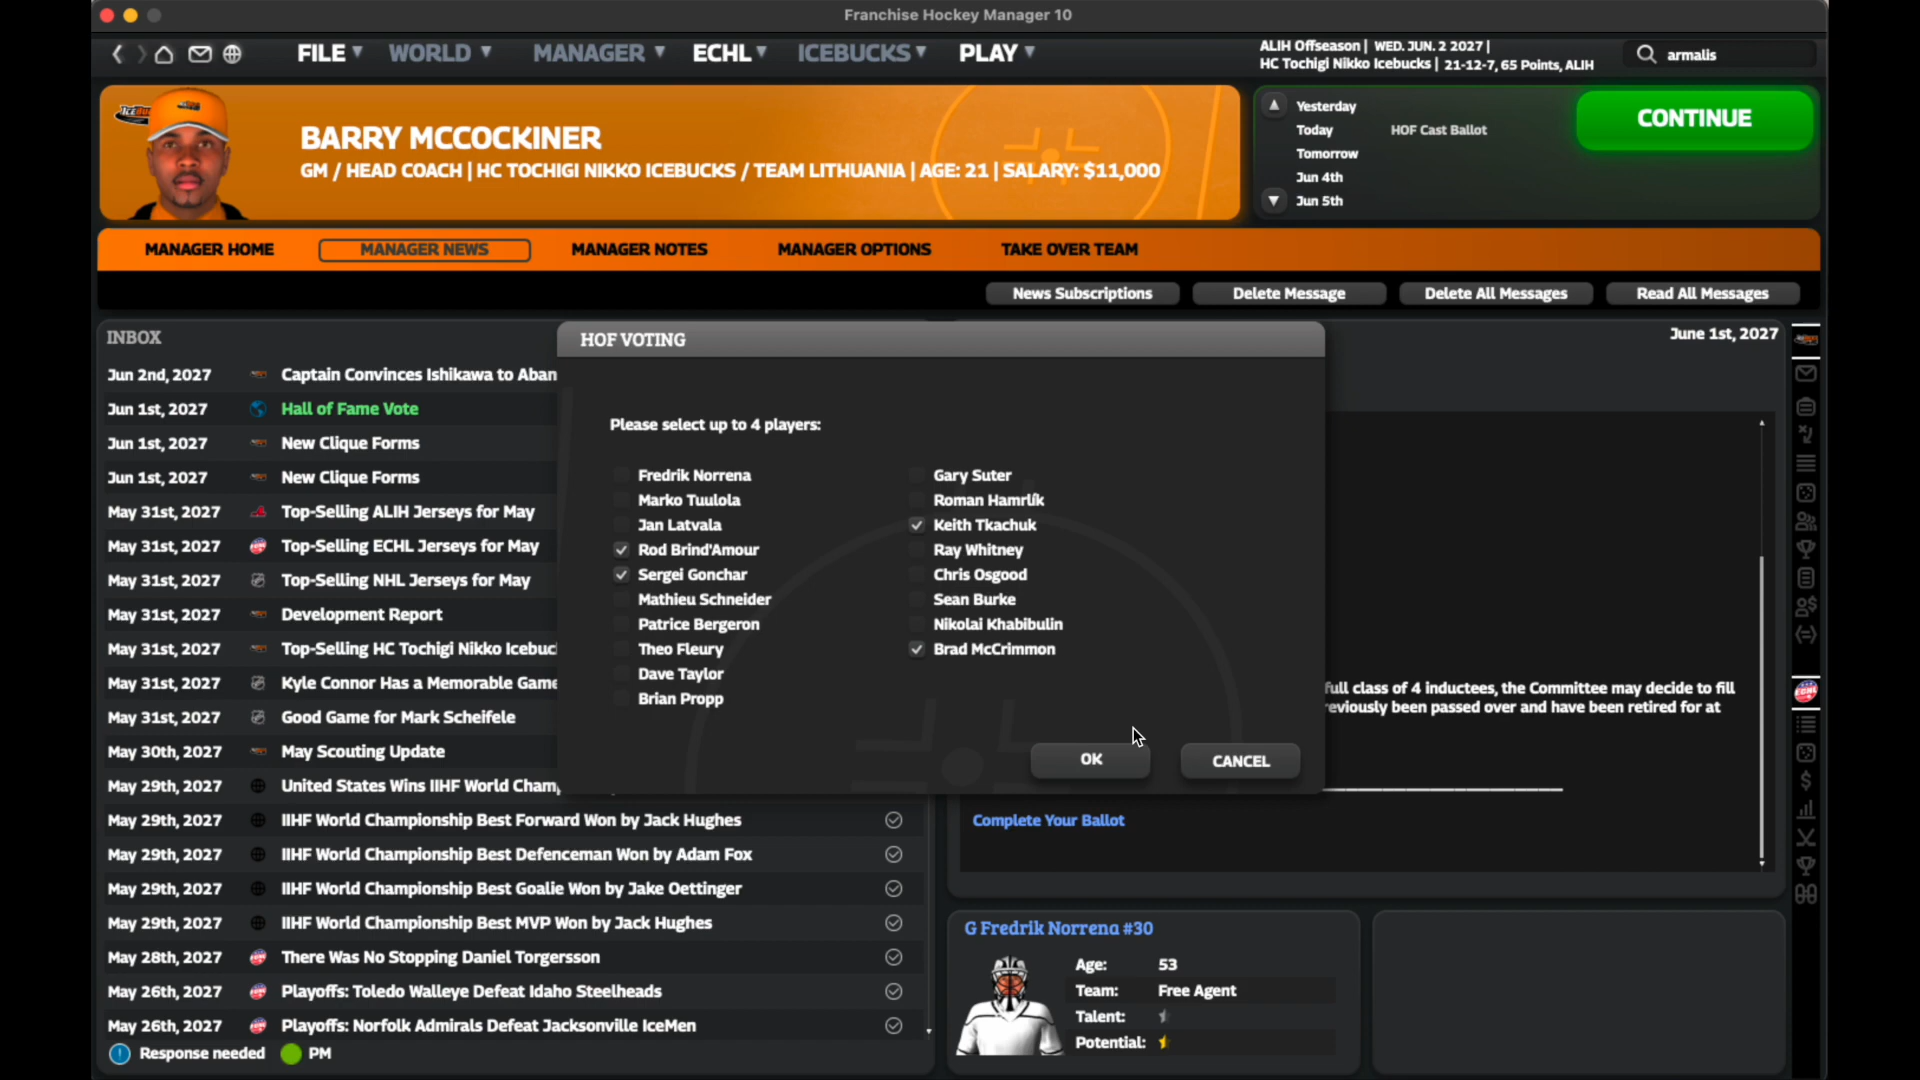 Franchise Hockey Manager 10
FILE
WORLD
MANAGER
ECHL
ICEBUCKS
PLAY
ALIH Offseason | WED. JUN. 2 2027 |
HC Tochigi Nikko Icebucks | 21-12-7, 65 Points, ALIH
armalis
BARRY MCCOCKINER
GM / HEAD COACH | HC TOCHIGI NIKKO ICEBUCKS / TEAM LITHUANIA | AGE: 21 | SALARY: $11,000
Yesterday
Today HOF Cast Ballot
Tomorrow
Jun 4th
Jun 5th
CONTINUE
MANAGER HOME
MANAGER NEWS
MANAGER NOTES
MANAGER OPTIONS
TAKE OVER TEAM
News Subscriptions
Delete Message
Delete All Messages
Read All Messages
INBOX
Jun 2nd, 2027 Captain Convinces Ishikawa to Aban
Jun 1st, 2027 Hall of Fame Vote
Jun 1st, 2027 New Clique Forms
Jun 1st, 2027 New Clique Forms
May 31st, 2027 Top-Selling ALIH Jerseys for May
May 31st, 2027 Top-Selling ECHL Jerseys for May
May 31st, 2027 Top-Selling NHL Jerseys for May
May 31st, 2027 Development Report
May 31st, 2027 Top-Selling HC Tochigi Nikko Icebuc
May 31st, 2027 Kyle Connor Has a Memorable Game
May 31st, 2027 Good Game for Mark Scheifele
May 30th, 2027 May Scouting Update
May 29th, 2027 United States Wins IIHF World Cham
May 29th, 2027 IIHF World Championship Best Forward Won by Jack Hughes
May 29th, 2027 IIHF World Championship Best Defenceman Won by Adam Fox
May 29th, 2027 IIHF World Championship Best Goalie Won by Jake Oettinger
May 29th, 2027 IIHF World Championship Best MVP Won by Jack Hughes
May 28th, 2027 There Was No Stopping Daniel Torgersson
May 26th, 2027 Playoffs: Toledo Walleye Defeat Idaho Steelheads
May 26th, 2027 Playoffs: Norfolk Admirals Defeat Jacksonville IceMen
Response needed
PM
HOF VOTING
Please select up to 4 players:
Fredrik Norrena
Marko Tuulola
Jan Latvala
Rod Brind'Amour
Sergei Gonchar
Mathieu Schneider
Patrice Bergeron
Theo Fleury
Dave Taylor
Brian Propp
Gary Suter
Roman Hamrlík
Keith Tkachuk
Ray Whitney
Chris Osgood
Sean Burke
Nikolai Khabibulin
Brad McCrimmon
OK
CANCEL
June 1st, 2027
full class of 4 inductees, the Committee may decide to fill
reviously been passed over and have been retired for at
Complete Your Ballot
G Fredrik Norrena #30
Age: 53
Team: Free Agent
Talent:
Potential: